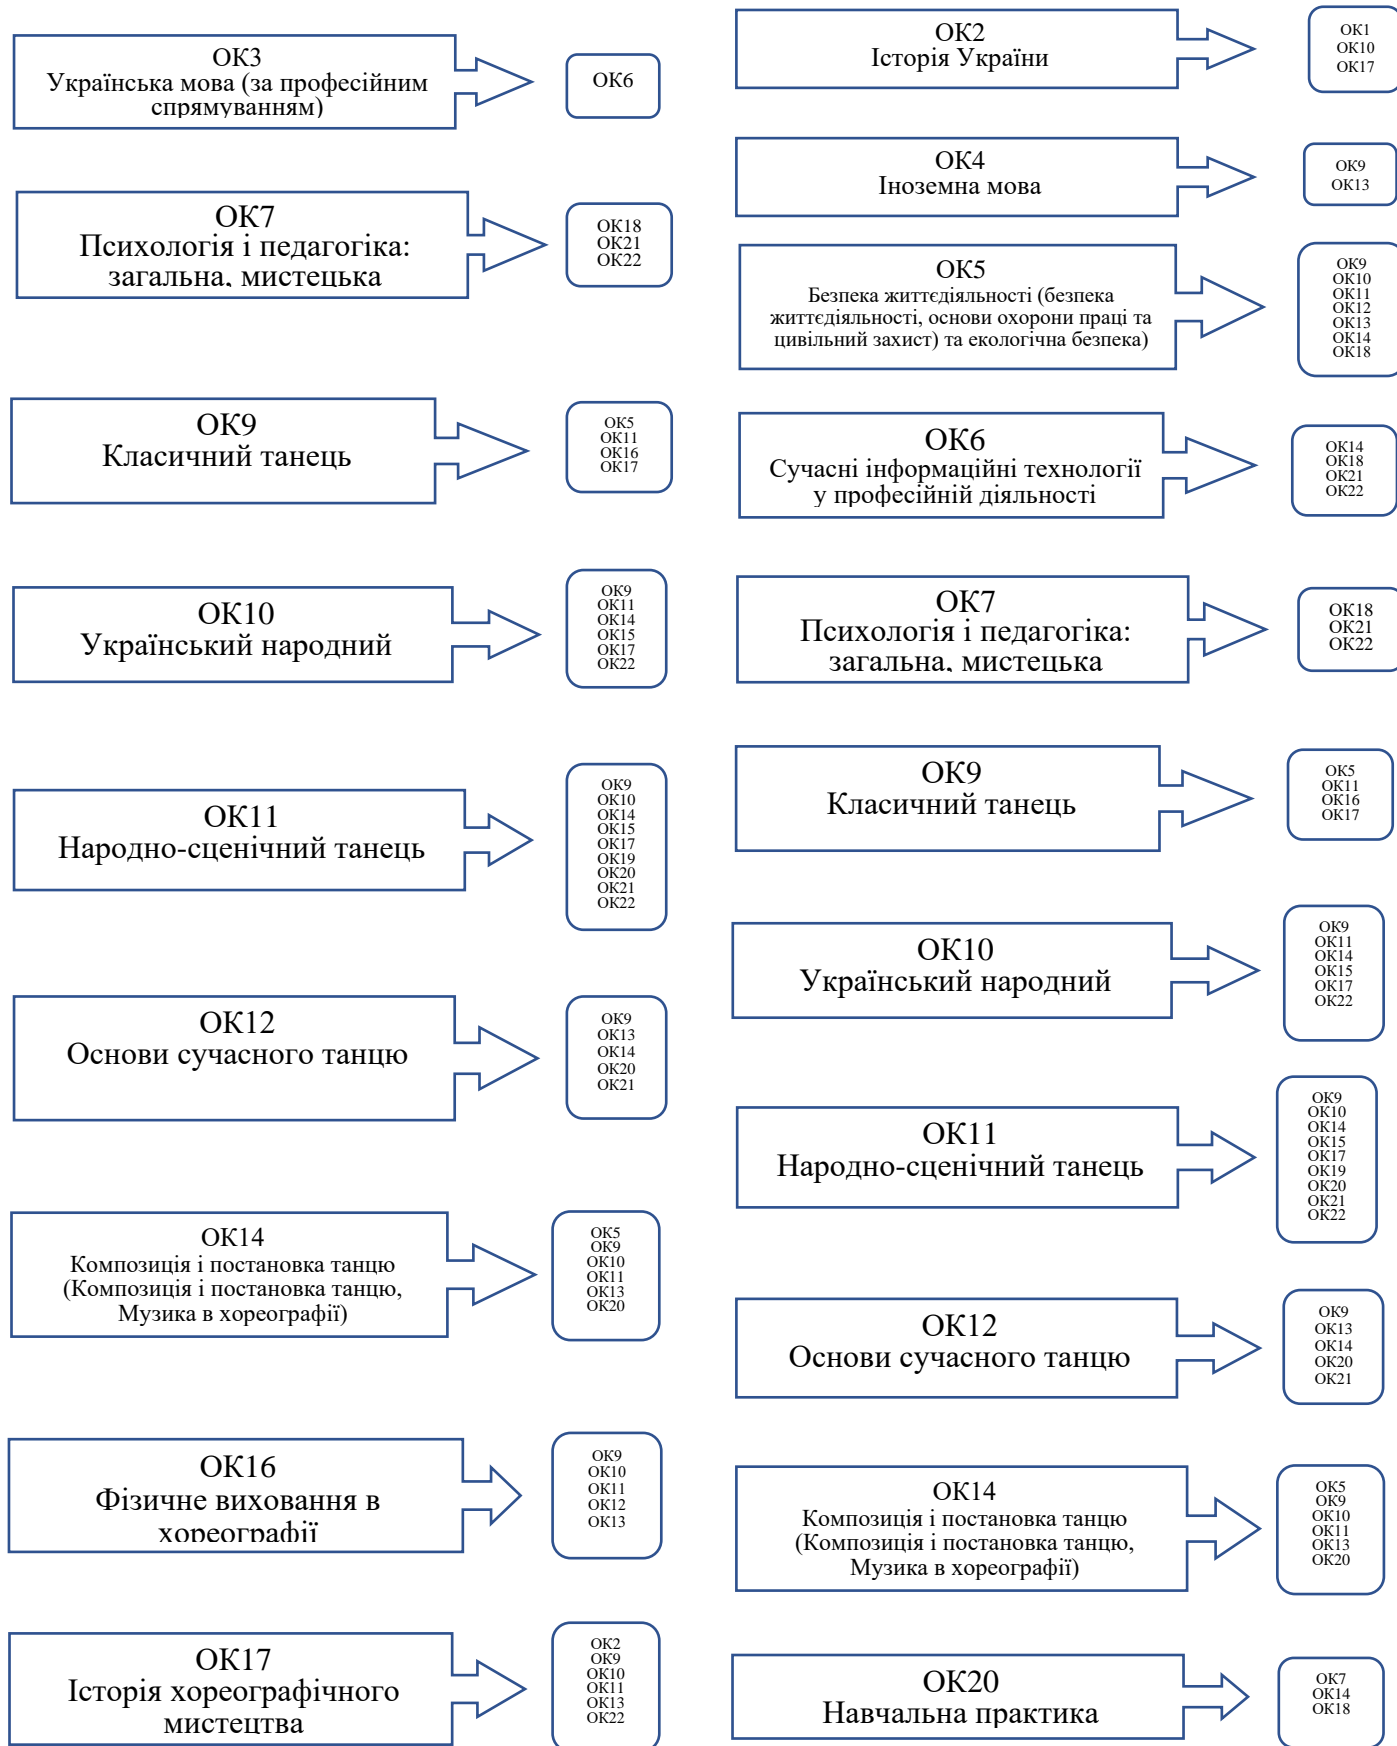 ОК3
Українська мова (за професійним
спрямуванням)
ОК6
ОК7
Психологія і педагогіка:
загальна, мистецька
ОК18
ОК21
ОК22
ОК9
Класичний танець
ОК5
ОК11
ОК16
ОК17
ОК10
Український народний
ОК9
ОК11
ОК14
ОК15
ОК17
ОК22
ОК11
Народно-сценічний танець
ОК9
ОК10
ОК14
ОК15
ОК17
ОК19
ОК20
ОК21
ОК22
ОК12
Основи сучасного танцю
ОК9
ОК13
ОК14
ОК20
ОК21
ОК14
Композиція і постановка танцю
(Композиція і постановка танцю,
Музика в хореографії)
ОК5
ОК9
ОК10
ОК11
ОК13
ОК20
ОК16
Фізичне виховання в
хореографії
ОК9
ОК10
ОК11
ОК12
ОК13
ОК17
Історія хореографічного
мистецтва
ОК2
ОК9
ОК10
ОК11
ОК13
ОК22
ОК2
Історія України
ОК1
ОК10
ОК17
ОК4
Іноземна мова
ОК9
ОК13
ОК5
Безпека життєдіяльності (безпека
життєдіяльності, основи охорони праці та
цивільний захист) та екологічна безпека)
ОК9
ОК10
ОК11
ОК12
ОК13
ОК14
ОК18
ОК6
Сучасні інформаційні технології
у професійній діяльності
ОК14
ОК18
ОК21
ОК22
ОК7
Психологія і педагогіка:
загальна, мистецька
ОК18
ОК21
ОК22
ОК9
Класичний танець
ОК5
ОК11
ОК16
ОК17
ОК10
Український народний
ОК9
ОК11
ОК14
ОК15
ОК17
ОК22
ОК11
Народно-сценічний танець
ОК9
ОК10
ОК14
ОК15
ОК17
ОК19
ОК20
ОК21
ОК22
ОК12
Основи сучасного танцю
ОК9
ОК13
ОК14
ОК20
ОК21
ОК14
Композиція і постановка танцю
(Композиція і постановка танцю,
Музика в хореографії)
ОК5
ОК9
ОК10
ОК11
ОК13
ОК20
ОК20
Навчальна практика
ОК7
ОК14
ОК18